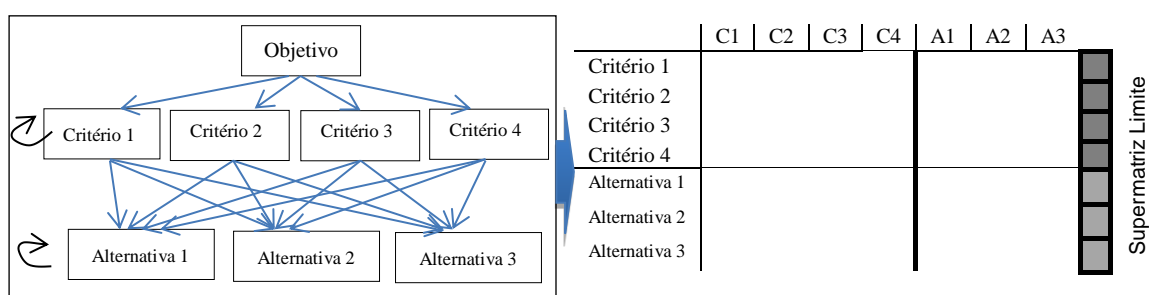 Objetivo
Critério 1
Critério 2
Critério 3
Critério 4
Alternativa 1
Alternativa 2
Alternativa 3
C1 C2 C3 C4 A1 A2 A3
Critério 1
Critério 2
Critério 3
Critério 4
Alternativa 1
Alternativa 2
Alternativa 3
Supermatriz Limite